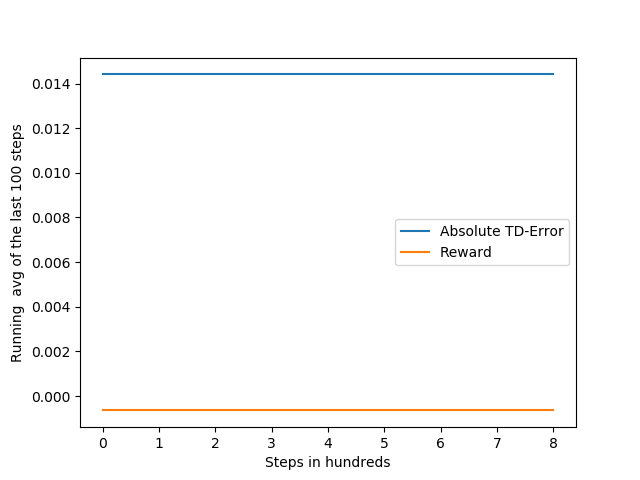 0.014
0.012
0.010
0.008
0.006
0.004
0.002
0.000
Running  avg of the last 100 steps
Absolute TD-Error
Reward
0 1 2 3 4 5 6 7 8
Steps in hundreds